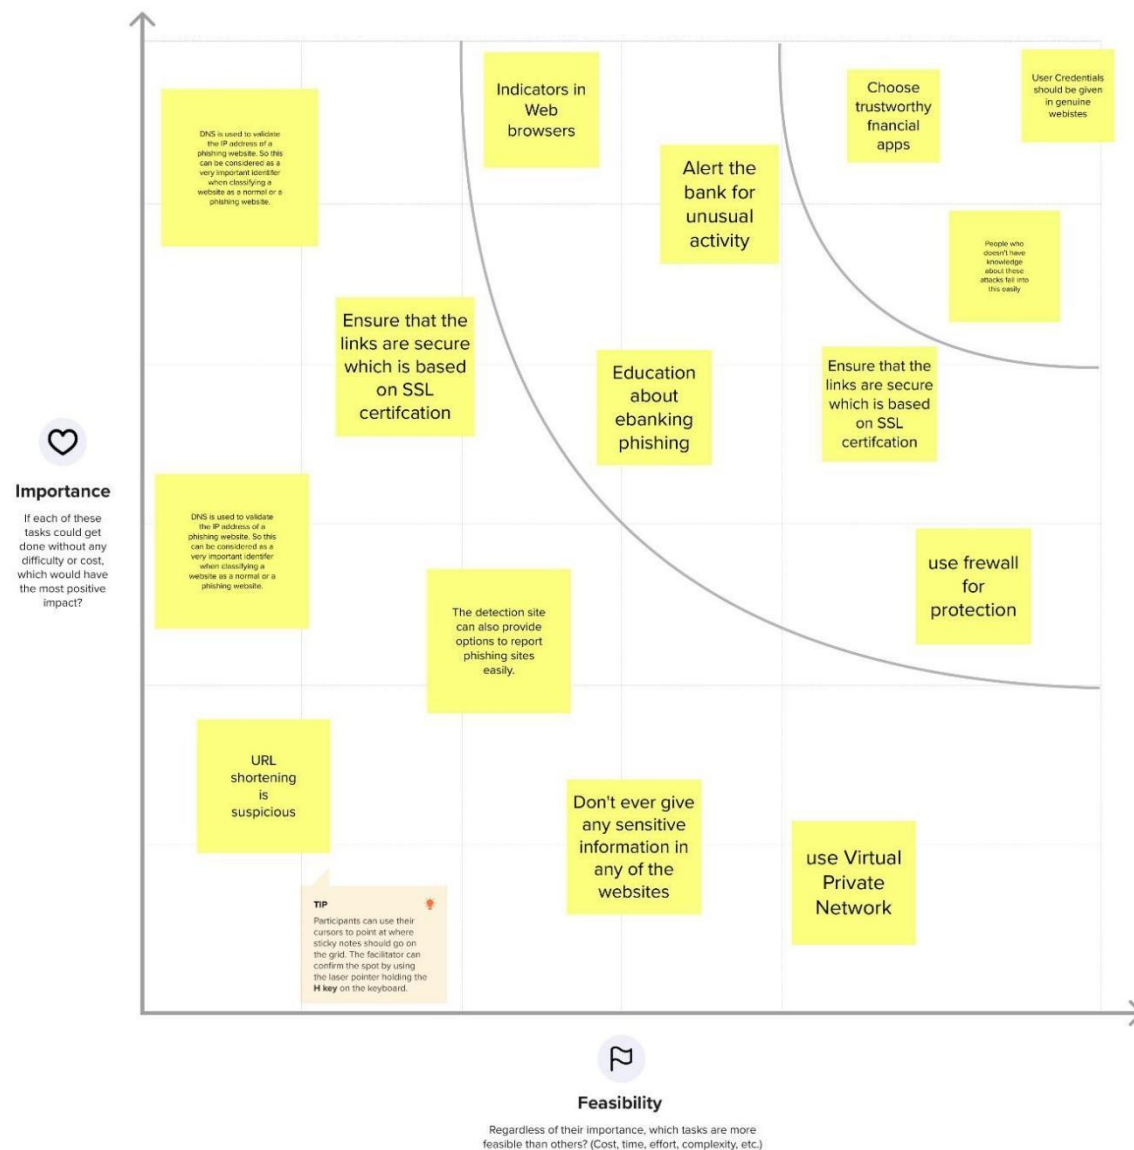 Indicators in
Web
browsers
Choose
trustworthy
fnancial
apps
User Credentials
should be given
in genuine
webistes
DNS is used to validate
the IP address of a
phishing website. So this
can be considered as a
very important identifer
when classifying a
website as a normal or a
phishing website.
Alert the
bank for
unusual
activity
People who
doesn't have
knowledge
about these
attacks fall into
this easily
Ensure that the
links are secure
which is based
on SSL
certifcation
Education
about
ebanking
phishing
Ensure that the
links are secure
which is based
on SSL
certifcation
Importance
If each of these
tasks could get
done without any
difficulty or cost,
which would have
the most positive
impact?
DNS is used to validate
the IP address of a
phishing website. So this
can be considered as a
very important identifer
when classifying a
website as a normal or a
phishing website.
use frewall
for
protection
The detection site
can also provide
options to report
phishing sites
easily.
URL
shortening
is
suspicious
Don't ever give
any sensitive
information in
any of the
websites
use Virtual
Private
Network
TIP
Participants can use their
cursors to point at where
sticky notes should go on
the grid. The facilitator can
confirm the spot by using
the laser pointer holding the
H key on the keyboard.
Feasibility
Regardless of their importance, which tasks are more
feasible than others? (Cost, time, effort, complexity, etc.)